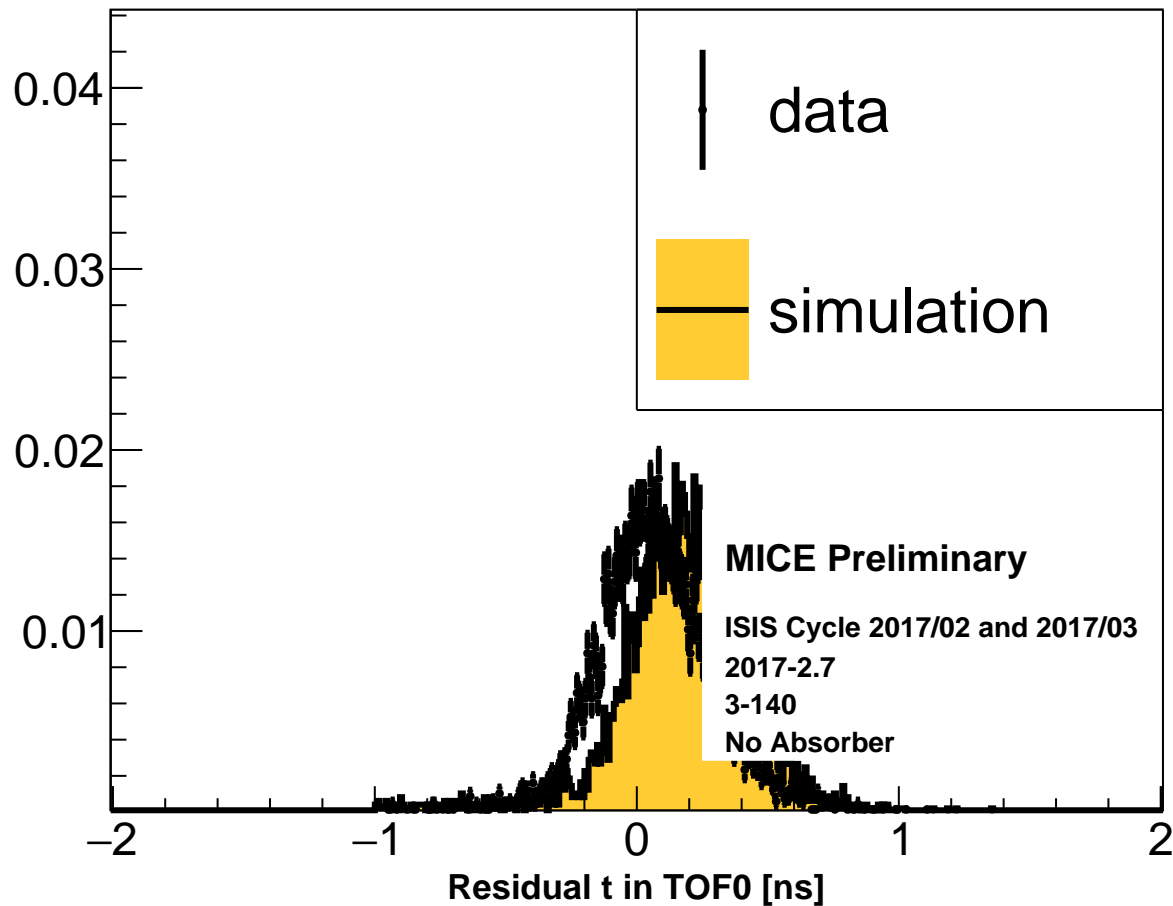 0.04
data
0.03
simulation
0.02
MICE Preliminary
0.01
ISIS Cycle 2017/02 and 2017/03
2017-2.7
3-140
No Absorber
−2
−1
0
1
2
Residual t in TOF0 [ns]